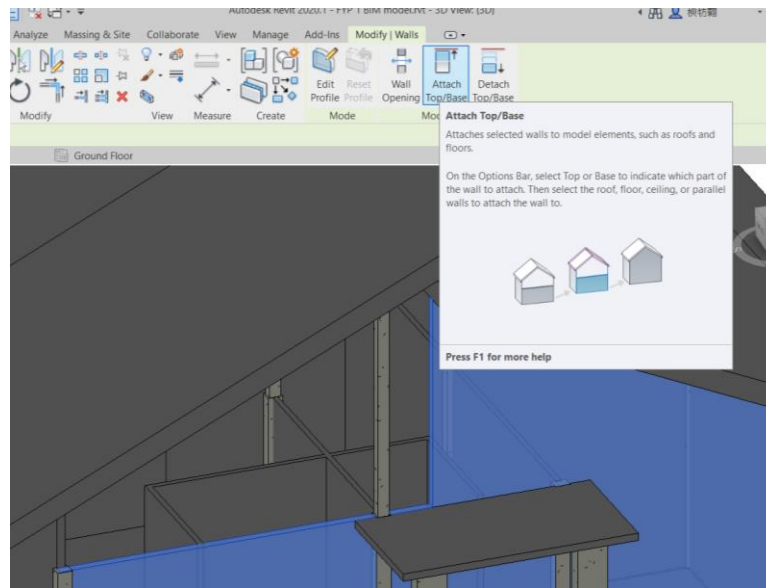 Autodesk Revit 2020.1 - FYP 1 BIM model.rvt - 3D View: {3D}
Analyze Massing & Site Collaborate View Manage Add-Ins Modify | Walls
Edit Profile
Reset Profile
Wall Opening
Attach Top/Base
Detach Top/Base
Modify View Measure Create Mode
Attach Top/Base
Attaches selected walls to model elements, such as roofs and
floors.
On the Options Bar, select Top or Base to indicate which part of
the wall to attach. Then select the roof, floor, ceiling, or parallel
walls to attach the wall to.
Press F1 for more help
Ground Floor